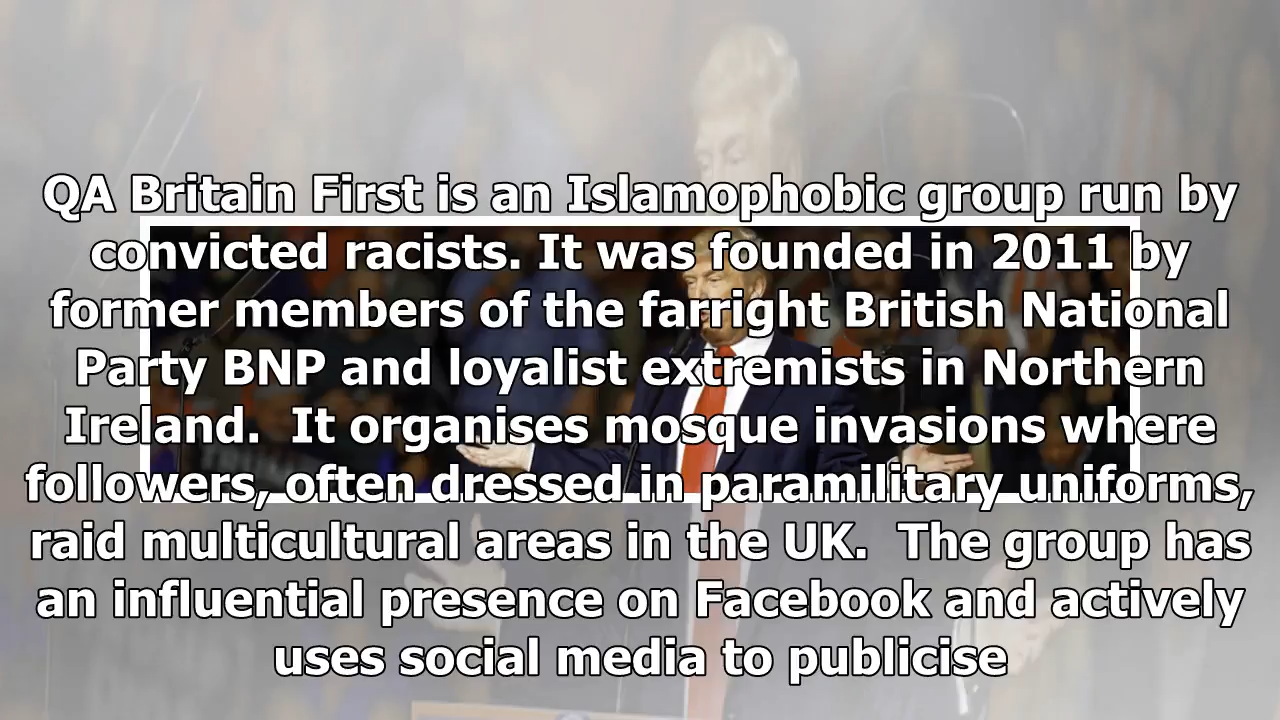 QA Britain First is an Islamophobic group run by
convicted racists. It was founded in 2011 by
former members of the farright British National
Party BNP and loyalist extremists in Northern
Ireland.  It organises mosque invasions where
followers, often dressed in paramilitary uniforms,
raid multicultural areas in the UK.  The group has
an influential presence on Facebook and actively
uses social media to publicise